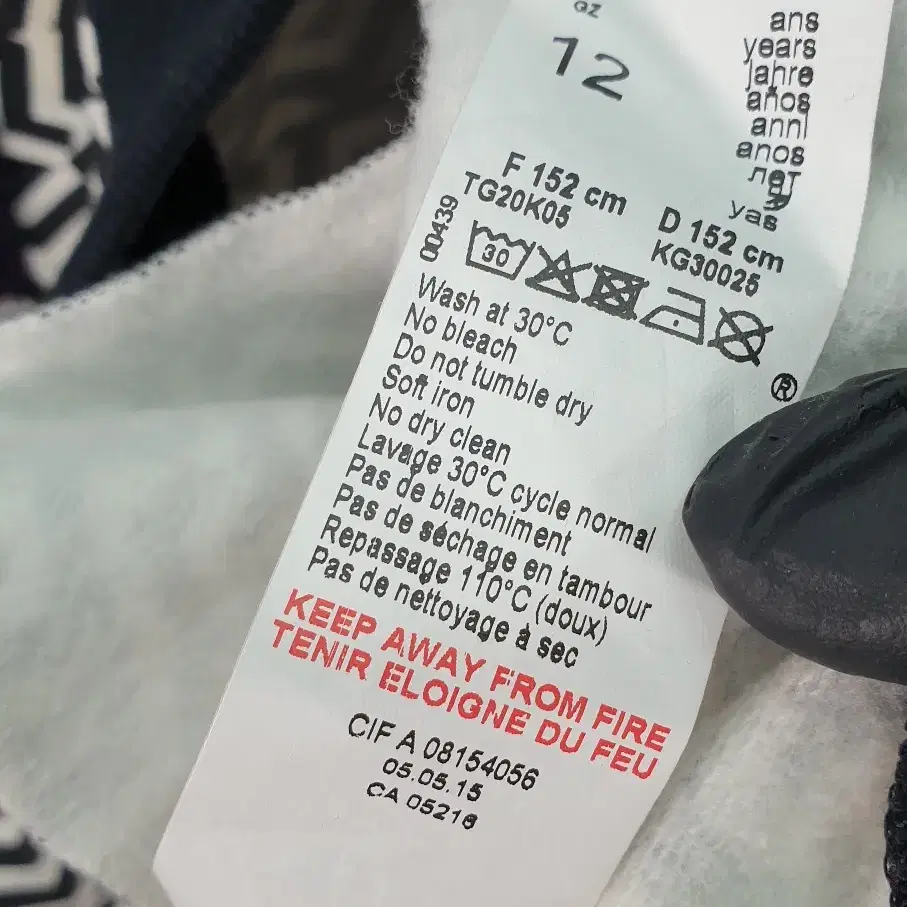 GZ
12
ans
years
Jahre
años
anni
anos
лет
yaş
F 152 cm
TG20K05
D 152 cm
KG30025
00439
30
Wash at 30°C
No bleach
Do not tumble dry
Soft iron
No dry clean
Lavage 30°C cycle normal
Pas de blanchiment
Pas de séchage en tambour
Repassage 110°C (doux)
Pas de nettoyage à sec
®
KEEP AWAY FROM FIRE
TENIR ELOIGNE DU FEU
CIF A 08154056
05.05.15
CA 05216